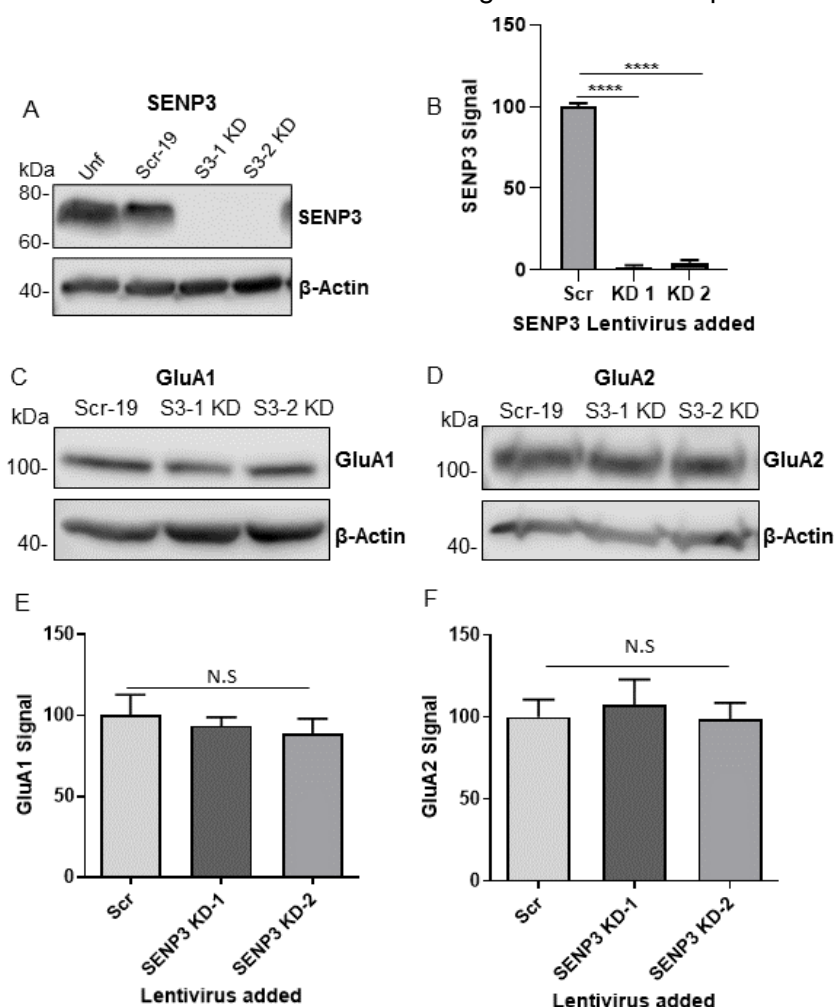 A
SENP3
kDa
Unf
Scr-19
S3-1 KD
S3-2 KD
80-
60-
SENP3
40-
β-Actin
B
SENP3 Signal
150
100
50
0
****
****
Scr KD 1 KD 2
SENP3 Lentivirus added
C
GluA1
kDa
Scr-19 S3-1 KD S3-2 KD
100-
GluA1
40-
β-Actin
D
GluA2
kDa
Scr-19 S3-1 KD S3-2 KD
100-
GluA2
40-
β-Actin
E
GluA1 Signal
150
100
50
0
N.S
Scr
SENP3 KD-1
SENP3 KD-2
Lentivirus added
F
GluA2 Signal
150
100
50
0
N.S
Scr
SENP3 KD-1
SENP3 KD-2
Lentivirus added